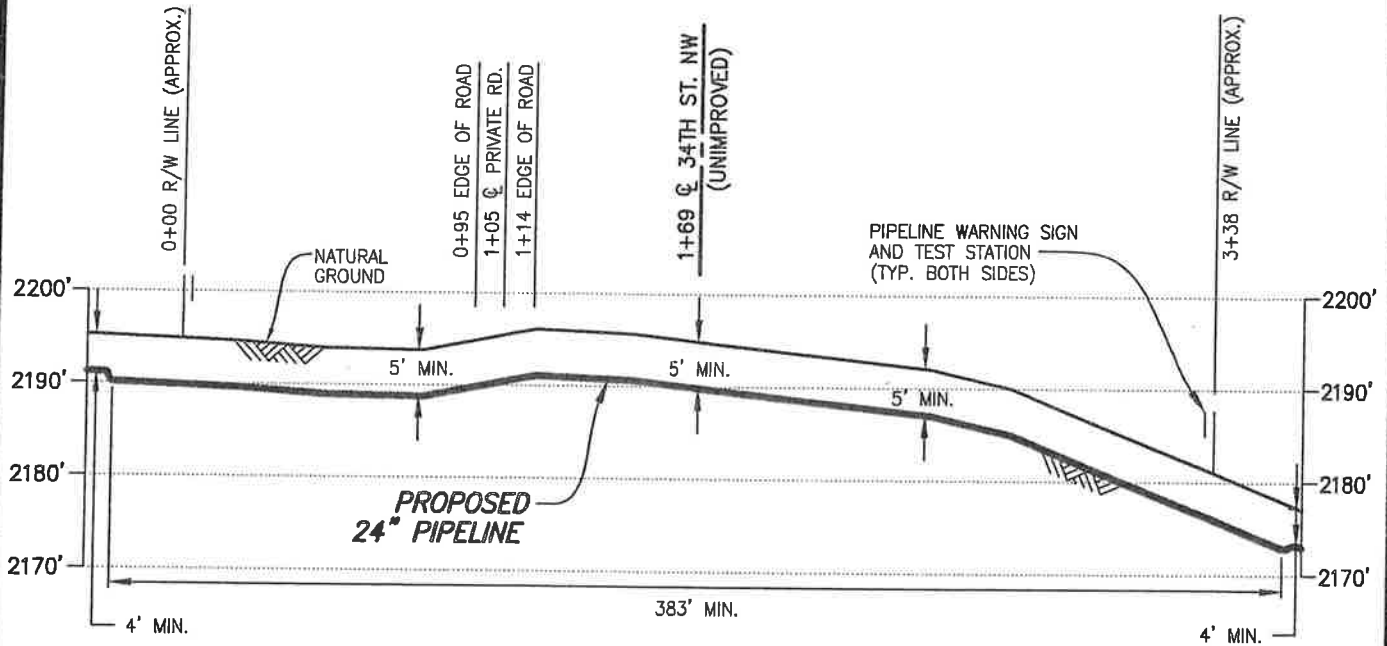 0+00 R/W LINE (APPROX.)
0+95 EDGE OF ROAD
1+05 ℄ PRIVATE RD.
1+14 EDGE OF ROAD
1+69 ℄ 34TH ST. NW
(UNIMPROVED)
3+38 R/W LINE (APPROX.)
NATURAL
GROUND
PIPELINE WARNING SIGN
AND TEST STATION
(TYP. BOTH SIDES)
2200'
2200'
5' MIN.
5' MIN.
5' MIN.
2190'
2190'
2180'
2180'
PROPOSED
24" PIPELINE
2170'
2170'
383' MIN.
4' MIN.
4' MIN.